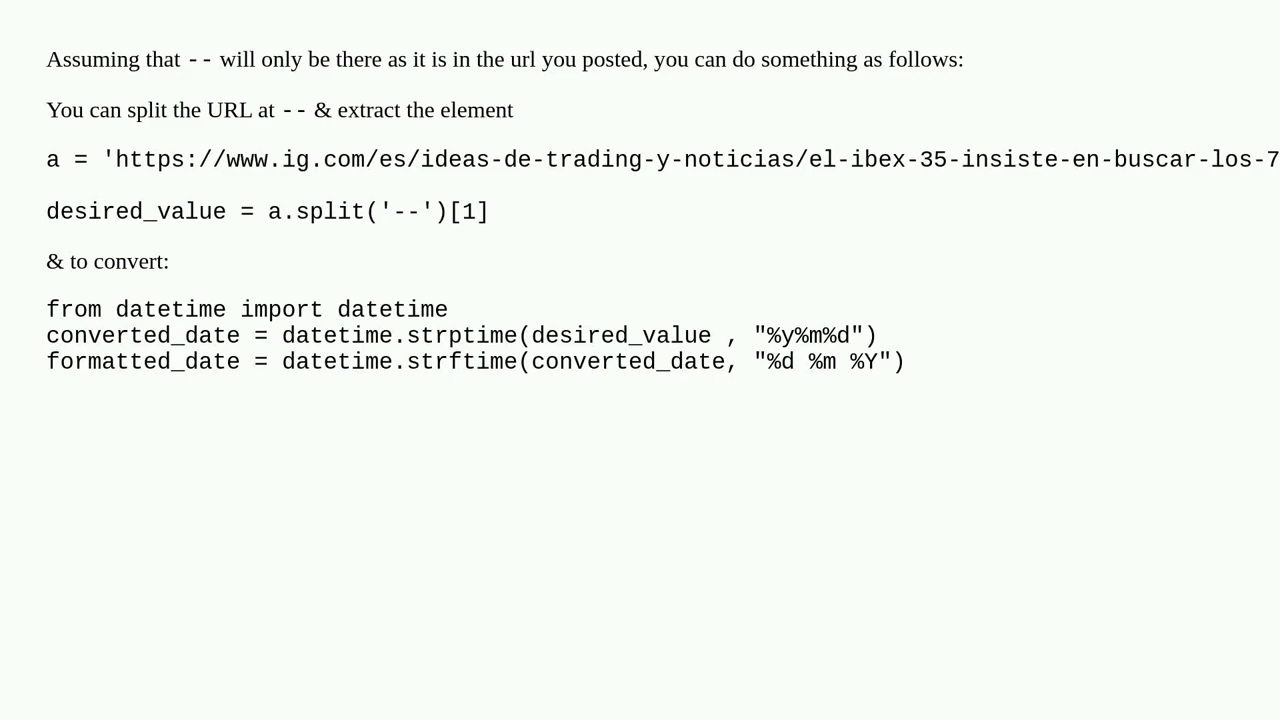 Assuming that -- will only be there as it is in the url you posted, you can do something as follows:
You can split the URL at -- & extract the element
a = 'https://www.ig.com/es/ideas-de-trading-y-noticias/el-ibex-35-insiste-en-buscar-los-7
desired_value = a.split('--')[1]
& to convert:
from datetime import datetime
converted_date = datetime.strptime(desired_value , "%y%m%d")
formatted_date = datetime.strftime(converted_date, "%d %m %Y")